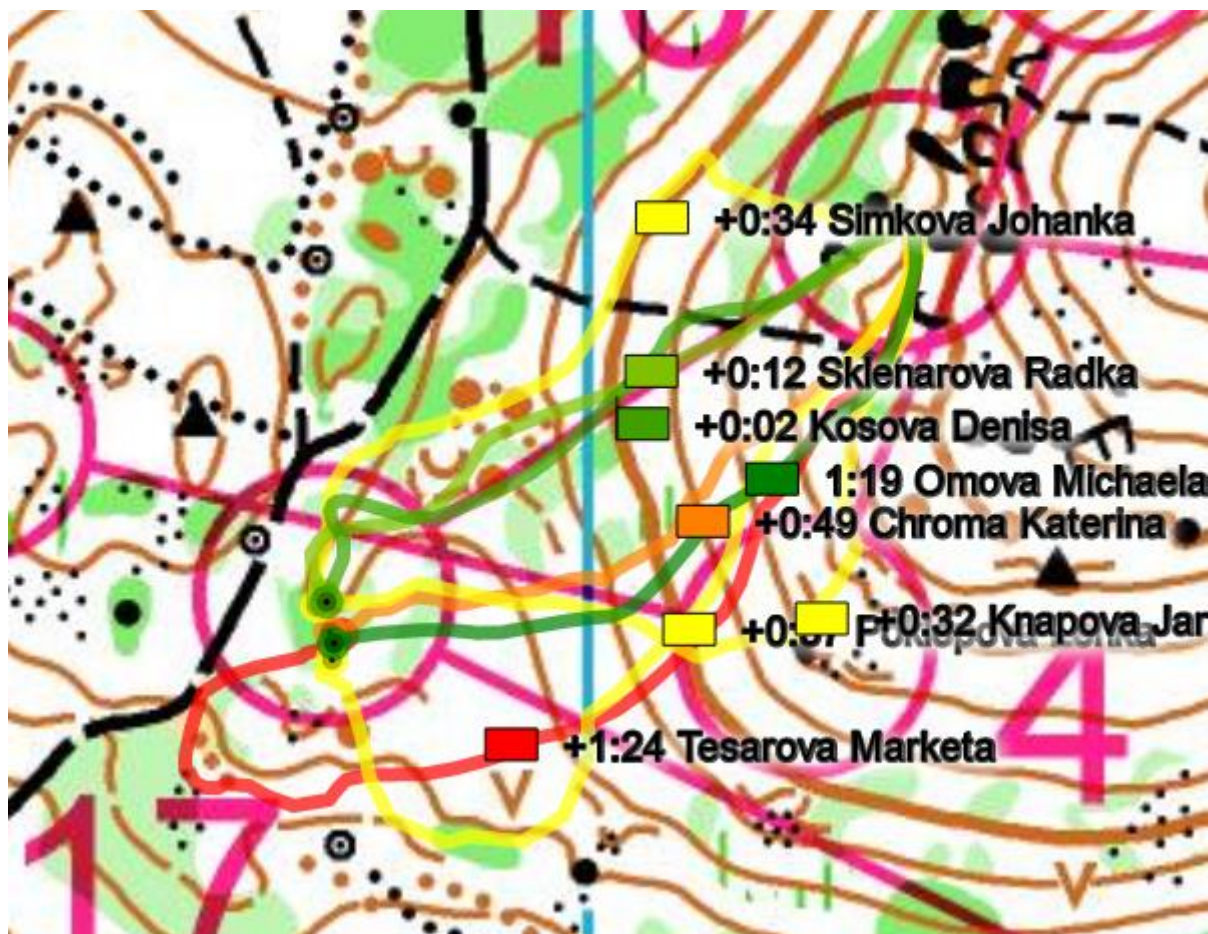 +0:34 Simkova Johanka
+0:12 Sklenarova Radka
+0:02 Kosova Denisa
1:19 Omova Michaela
+0:49 Chroma Katerina
+0:32 Knapova Jar
+1:24 Tesarova Marketa
4
17